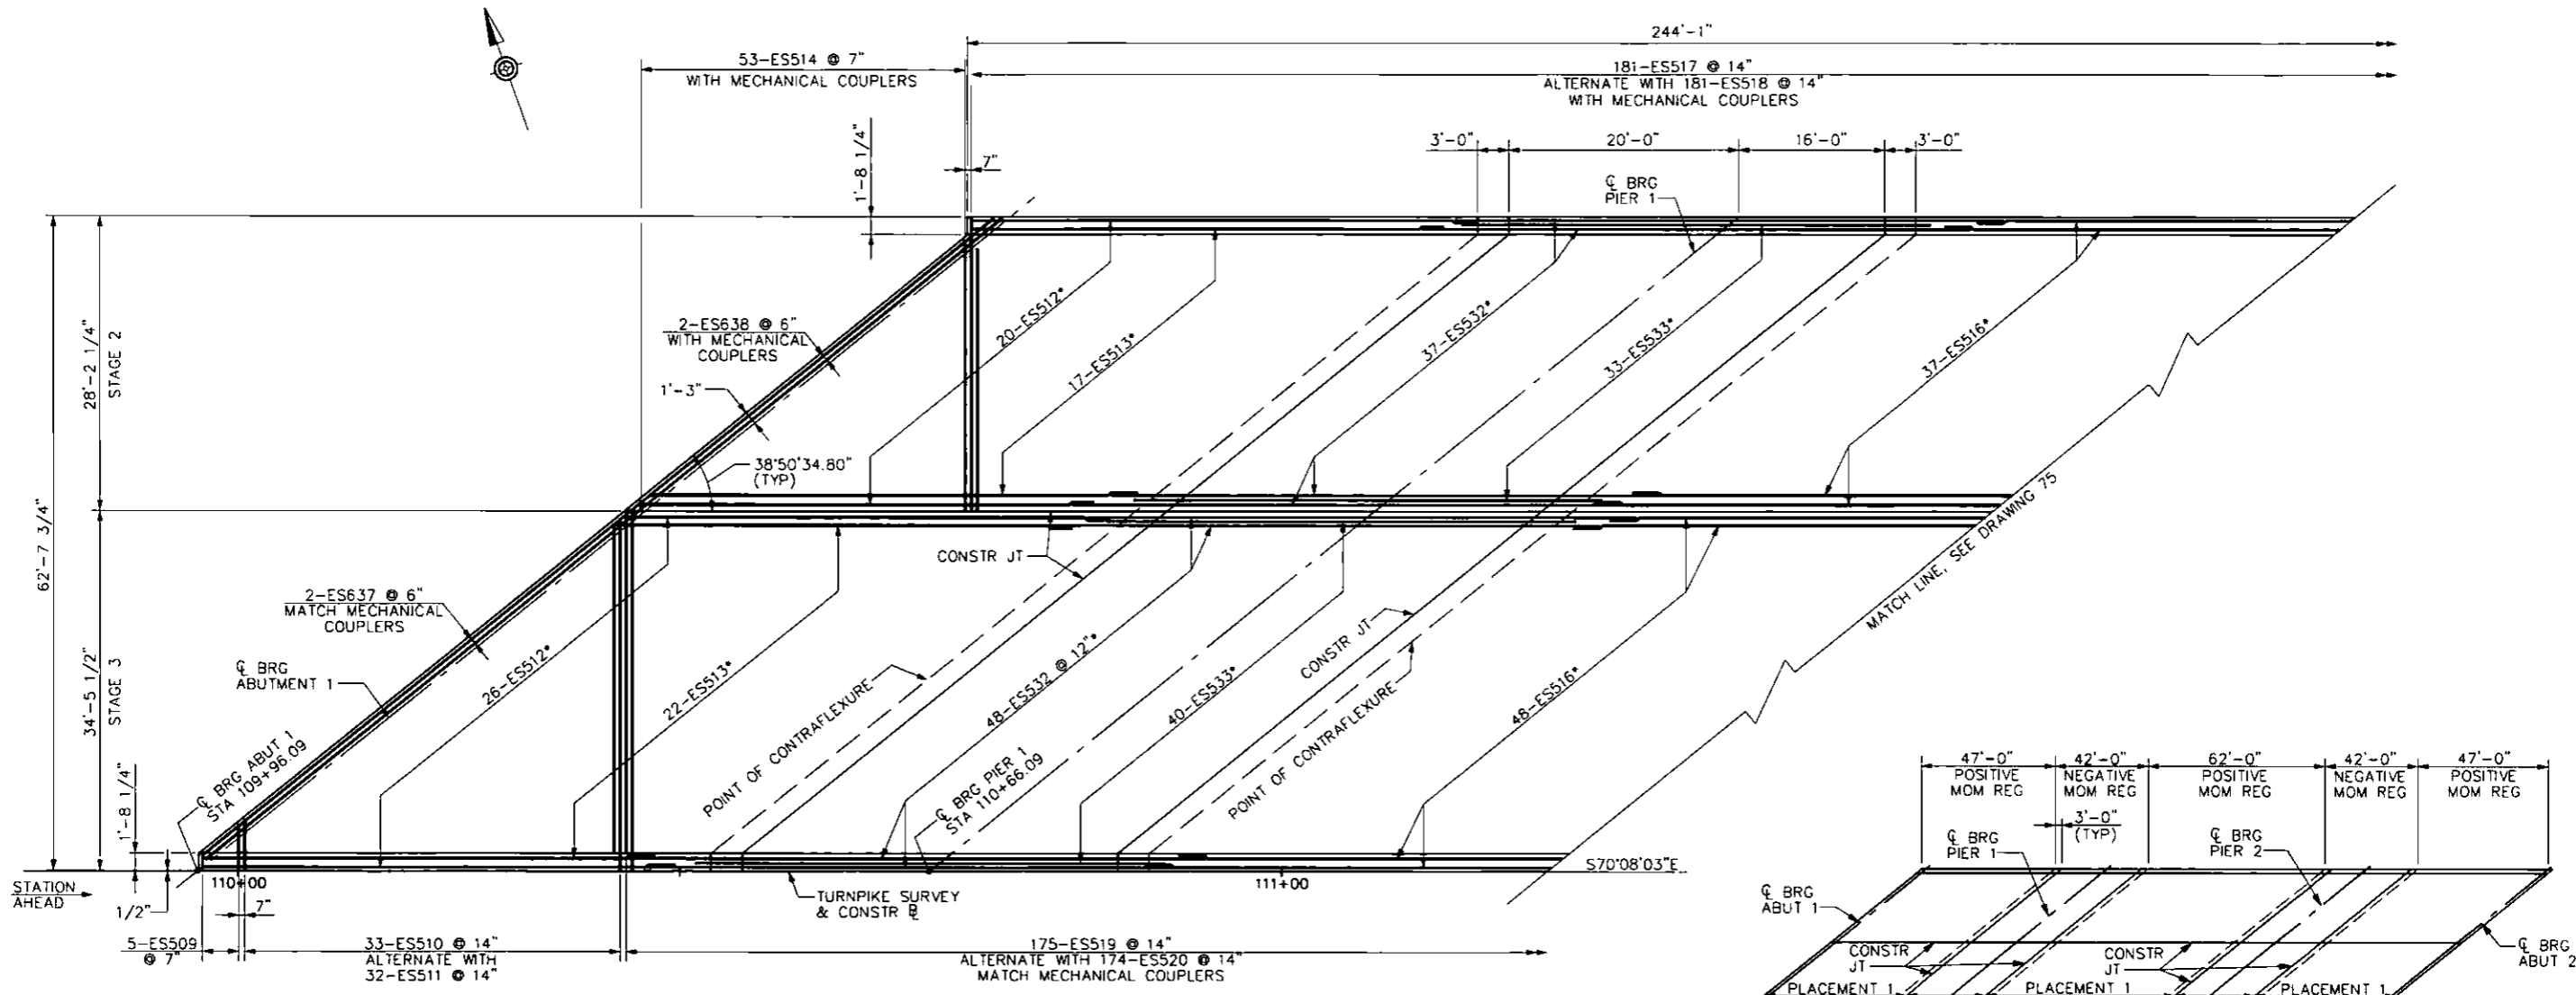 244'-1"
53-ES514 @ 7"
WITH MECHANICAL COUPLERS
181-ES517 @ 14"
ALTERNATE WITH 181-ES518 @ 14"
WITH MECHANICAL COUPLERS
1'-8 1/4"
7"
3'-0"
20'-0"
16'-0"
3'-0"
℄ BRG
PIER 1
62'-7 3/4"
28'-2 1/4"
STAGE 2
34'-5 1/2"
STAGE 3
2-ES638 @ 6"
WITH MECHANICAL
COUPLERS
1'-3"
38°50'34.80"
(TYP)
20-ES512*
17-ES513*
37-ES532*
33-ES533*
37-ES516*
MATCH LINE, SEE DRAWING 75
CONSTR JT
2-ES637 @ 6"
MATCH MECHANICAL
COUPLERS
℄ BRG
ABUTMENT 1
26-ES512*
22-ES513*
48-ES532 @ 12"*
40-ES533*
48-ES516*
CONSTR JT
POINT OF CONTRAFLEXURE
POINT OF CONTRAFLEXURE
℄ BRG ABUT 1
STA 109+96.09
℄ BRG PIER 1
STA 110+66.09
1'-8 1/4"
1/2"
STATION
AHEAD
110+00
7"
111+00
S70°08'03"E
TURNPIKE SURVEY
& CONSTR ℄
5-ES509
@ 7"
33-ES510 @ 14"
ALTERNATE WITH
32-ES511 @ 14"
175-ES519 @ 14"
ALTERNATE WITH 174-ES520 @ 14"
MATCH MECHANICAL COUPLERS
47'-0"
POSITIVE
MOM REG
42'-0"
NEGATIVE
MOM REG
62'-0"
POSITIVE
MOM REG
42'-0"
NEGATIVE
MOM REG
47'-0"
POSITIVE
MOM REG
3'-0"
(TYP)
℄ BRG
PIER 1
℄ BRG
PIER 2
℄ BRG
ABUT 1
℄ BRG
ABUT 2
CONSTR
JT
CONSTR
JT
PLACEMENT 1
PLACEMENT 1
PLACEMENT 1